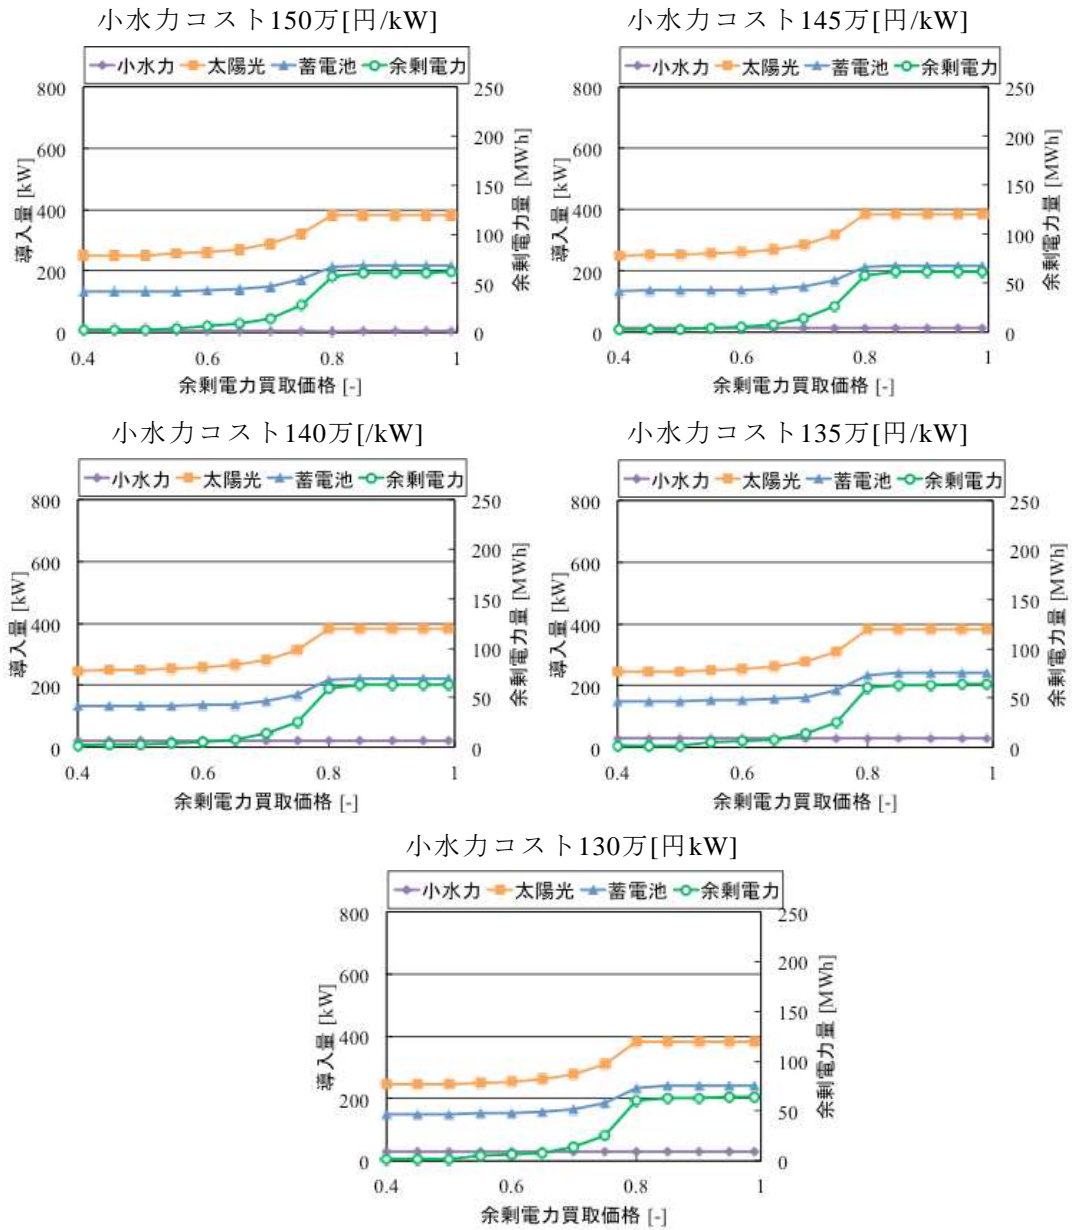 小水力コスト150万[円/kW]
小水力 太陽光 蓄電池 余剰電力
800
600
400
200
0
導入量 [kW]
250
200
150
100
50
0
余剰電力量 [MWh]
0.4 0.6 0.8 1
余剰電力買取価格 [-]
小水力コスト145万[円/kW]
小水力 太陽光 蓄電池 余剰電力
800
600
400
200
0
導入量 [kW]
250
200
150
100
50
0
余剰電力量 [MWh]
0.4 0.6 0.8 1
余剰電力買取価格 [-]
小水力コスト140万[/kW]
小水力 太陽光 蓄電池 余剰電力
800
600
400
200
0
導入量 [kW]
250
200
150
100
50
0
余剰電力量 [MWh]
0.4 0.6 0.8 1
余剰電力買取価格 [-]
小水力コスト135万[円/kW]
小水力 太陽光 蓄電池 余剰電力
800
600
400
200
0
導入量 [kW]
250
200
150
100
50
0
余剰電力量 [MWh]
0.4 0.6 0.8 1
余剰電力買取価格 [-]
小水力コスト130万[円kW]
小水力 太陽光 蓄電池 余剰電力
800
600
400
200
0
導入量 [kW]
250
200
150
100
50
0
余剰電力量 [MWh]
0.4 0.6 0.8 1
余剰電力買取価格 [-]